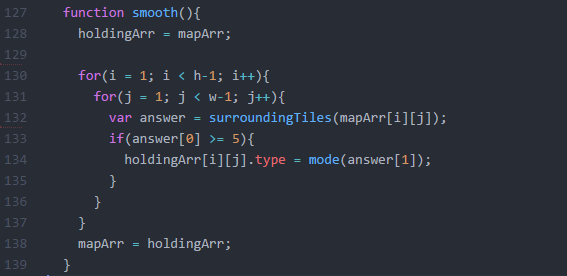 127 function smooth(){
128 holdingArr = mapArr;
129
130 for(i = 1; i < h-1; i++){
131 for(j = 1; j < w-1; j++){
132 var answer = surroundingTiles(mapArr[i][j]);
133 if(answer[0] >= 5){
134 holdingArr[i][j].type = mode(answer[1]);
135 }
136 }
137 }
138 mapArr = holdingArr;
139 }